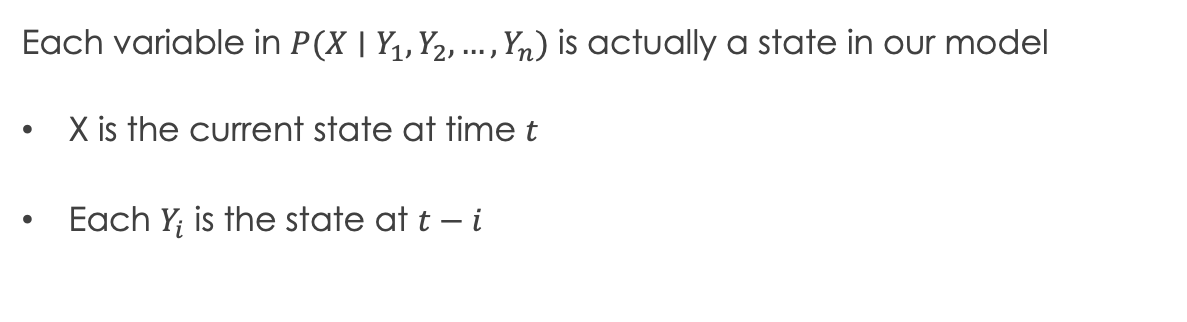 Each variable in P(X | Y₁, Y₂, …, Yₙ) is actually a state in our model
• X is the current state at time t
• Each Yᵢ is the state at t − i